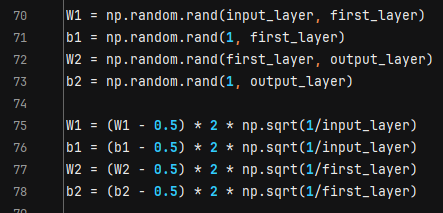 70 W1 = np.random.rand(input_layer, first_layer)
71 b1 = np.random.rand(1, first_layer)
72 W2 = np.random.rand(first_layer, output_layer)
73 b2 = np.random.rand(1, output_layer)
74
75 W1 = (W1 - 0.5) * 2 * np.sqrt(1/input_layer)
76 b1 = (b1 - 0.5) * 2 * np.sqrt(1/input_layer)
77 W2 = (W2 - 0.5) * 2 * np.sqrt(1/first_layer)
78 b2 = (b2 - 0.5) * 2 * np.sqrt(1/first_layer)